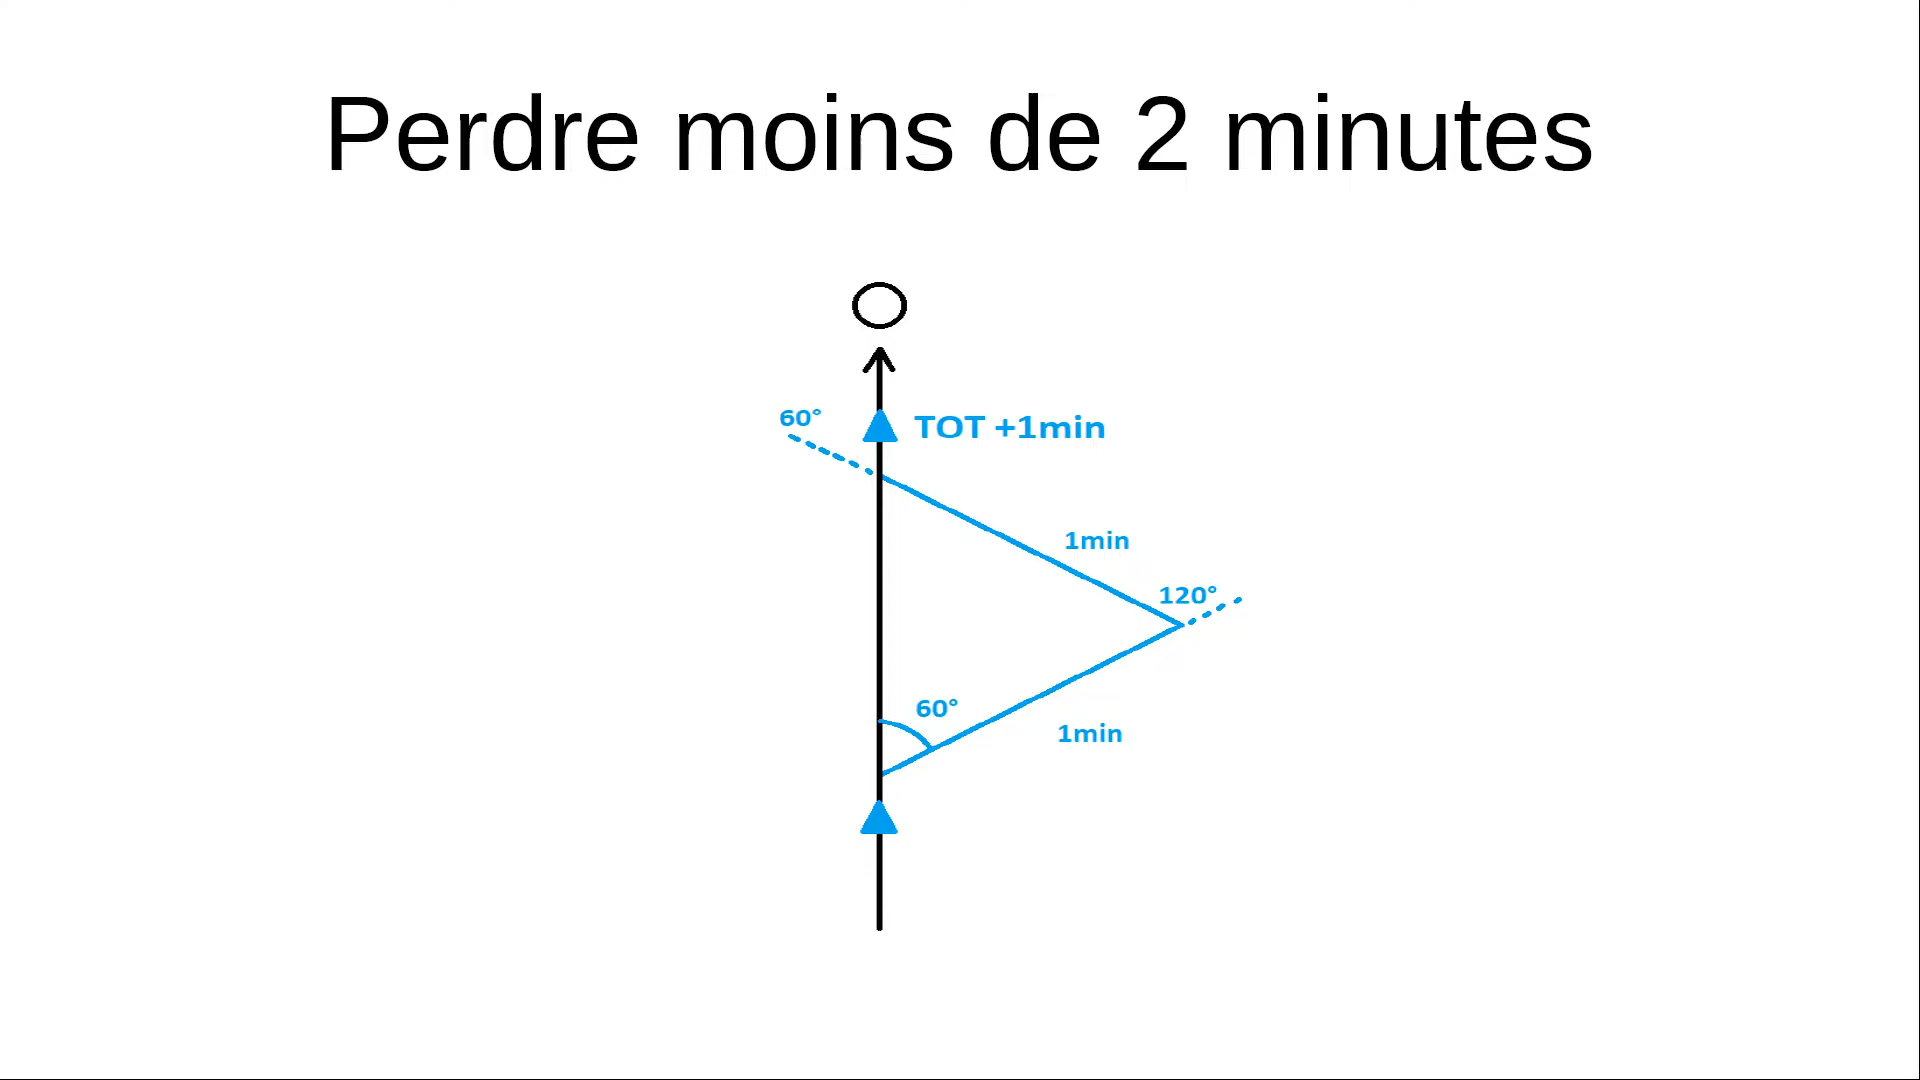 Perdre moins de 2 minutes
60°
TOT +1min
1min
120°
60°
1min